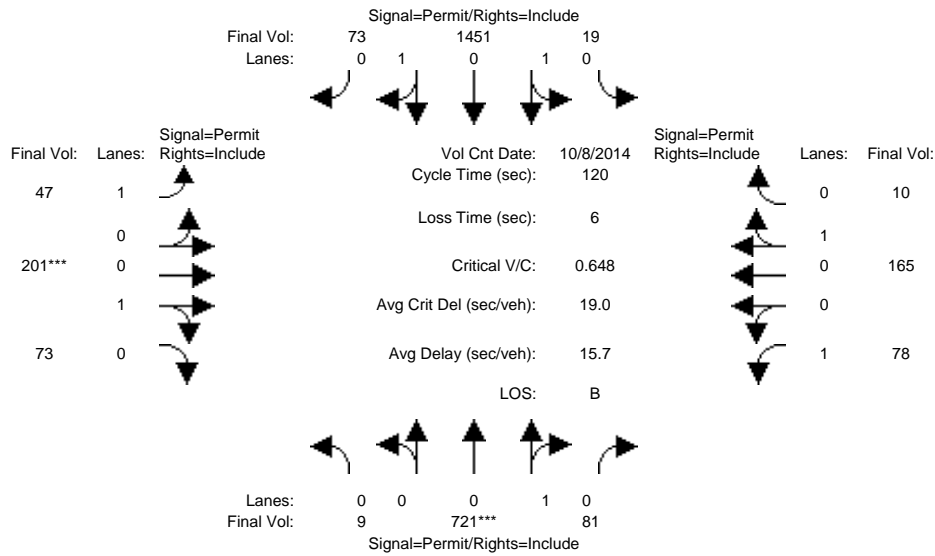 Signal=Permit/Rights=Include
Final Vol: 73 1451 19
Lanes: 0 1 0 1 0
Signal=Permit Signal=Permit
Final Vol: Lanes: Rights=Include Vol Cnt Date: 10/8/2014 Rights=Include Lanes: Final Vol:
Cycle Time (sec): 120
47 1 0 10
Loss Time (sec): 6
0 1
201*** 0 Critical V/C: 0.648 0 165
1 Avg Crit Del (sec/veh): 19.0 0
73 0 Avg Delay (sec/veh): 15.7 1 78
LOS: B
Lanes: 0 0 0 1 0
Final Vol: 9 721*** 81
Signal=Permit/Rights=Include